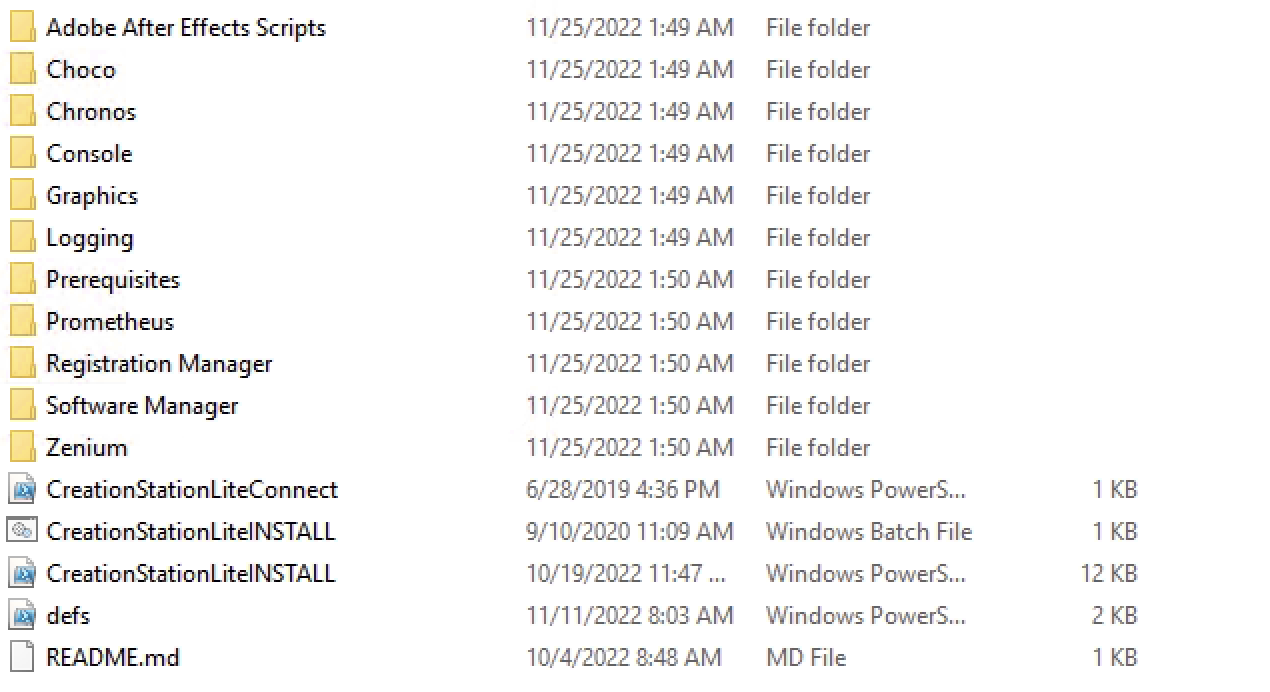 Adobe After Effects Scripts 11/25/2022 1:49 AM File folder
Choco 11/25/2022 1:49 AM File folder
Chronos 11/25/2022 1:49 AM File folder
Console 11/25/2022 1:49 AM File folder
Graphics 11/25/2022 1:49 AM File folder
Logging 11/25/2022 1:49 AM File folder
Prerequisites 11/25/2022 1:50 AM File folder
Prometheus 11/25/2022 1:50 AM File folder
Registration Manager 11/25/2022 1:50 AM File folder
Software Manager 11/25/2022 1:50 AM File folder
Zenium 11/25/2022 1:50 AM File folder
CreationStationLiteConnect 6/28/2019 4:36 PM Windows PowerS... 1 KB
CreationStationLiteINSTALL 9/10/2020 11:09 AM Windows Batch File 1 KB
CreationStationLiteINSTALL 10/19/2022 11:47 ... Windows PowerS... 12 KB
defs 11/11/2022 8:03 AM Windows PowerS... 2 KB
README.md 10/4/2022 8:48 AM MD File 1 KB